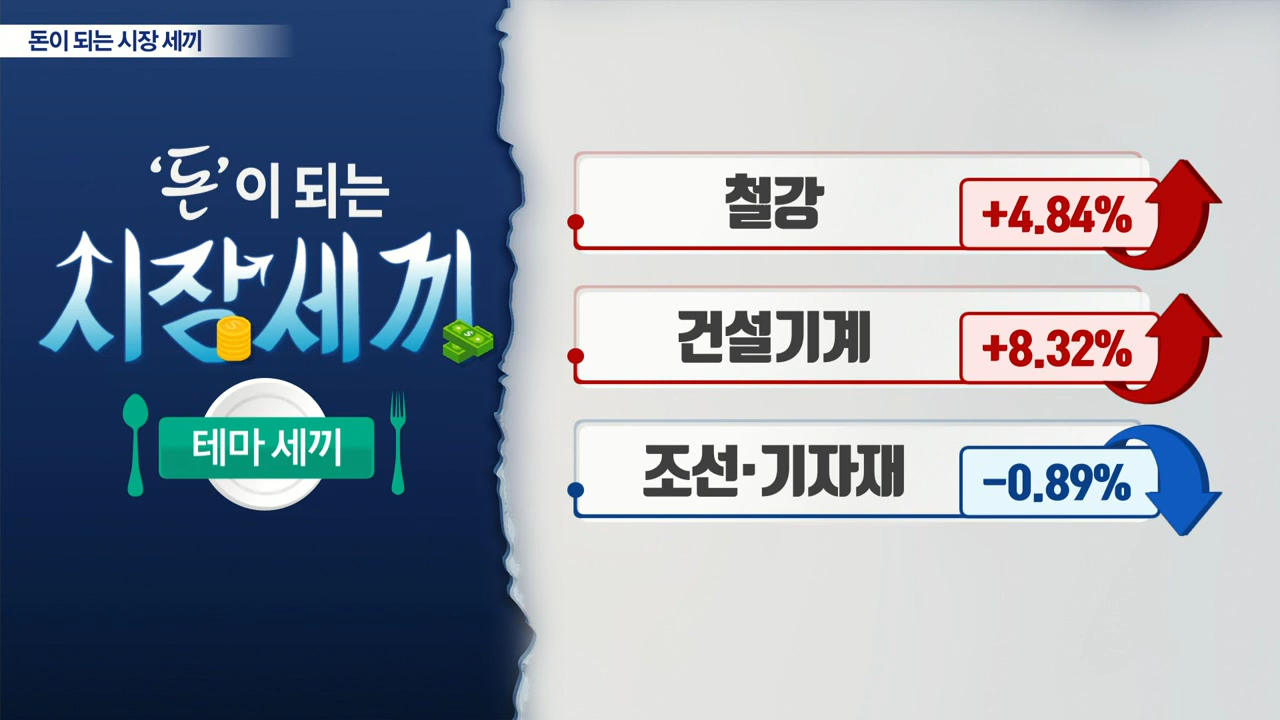 돈이 되는 시장 세끼
‘돈’이 되는
시장세끼
테마 세끼
철강
+4.84%
건설기계
+8.32%
조선·기자재
-0.89%